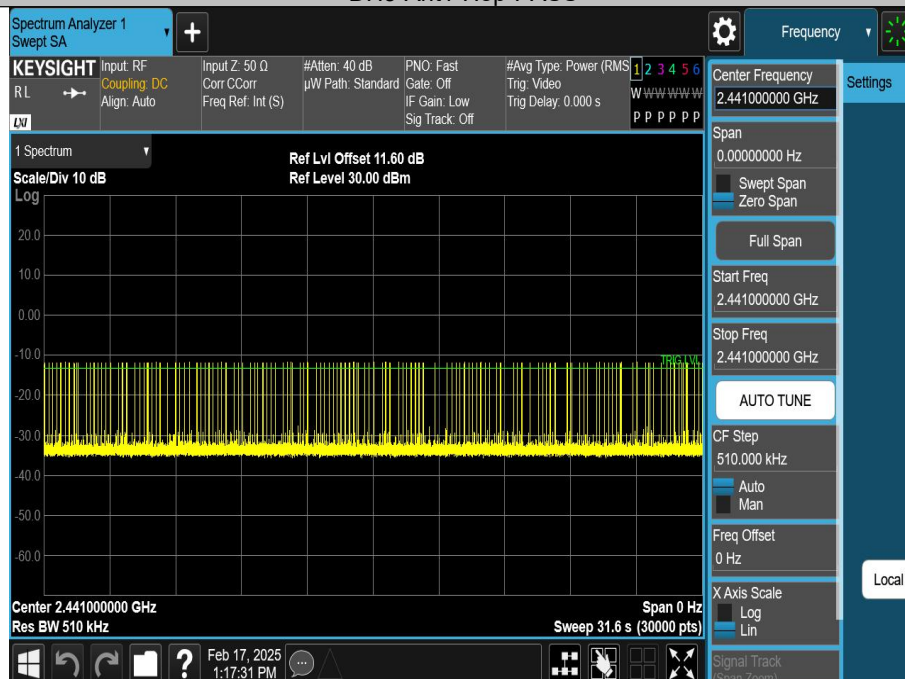 Spectrum Analyzer 1
Swept SA
Frequency
KEYSIGHT
RL
LXI
Input: RF
Coupling: DC
Align: Auto
Input Z: 50 Ω
Corr CCorr
Freq Ref: Int (S)
#Atten: 40 dB
µW Path: Standard
PNO: Fast
Gate: Off
IF Gain: Low
Sig Track: Off
#Avg Type: Power (RMS
Trig: Video
Trig Delay: 0.000 s
1 2 3 4 5 6
W W W W W W
P P P P P P
1 Spectrum
Scale/Div 10 dB
Ref Lvl Offset 11.60 dB
Ref Level 30.00 dBm
Log
20.0
10.0
0.00
-10.0
TRIG LVL
-20.0
-30.0
-40.0
-50.0
-60.0
Center 2.441000000 GHz
Span 0 Hz
Res BW 510 kHz
Sweep 31.6 s (30000 pts)
Feb 17, 2025
1:17:31 PM
Center Frequency
2.441000000 GHz
Settings
Span
0.00000000 Hz
Swept Span
Zero Span
Full Span
Start Freq
2.441000000 GHz
Stop Freq
2.441000000 GHz
AUTO TUNE
CF Step
510.000 kHz
Auto
Man
Freq Offset
0 Hz
Local
X Axis Scale
Log
Lin
Signal Track
(Span Zoom)